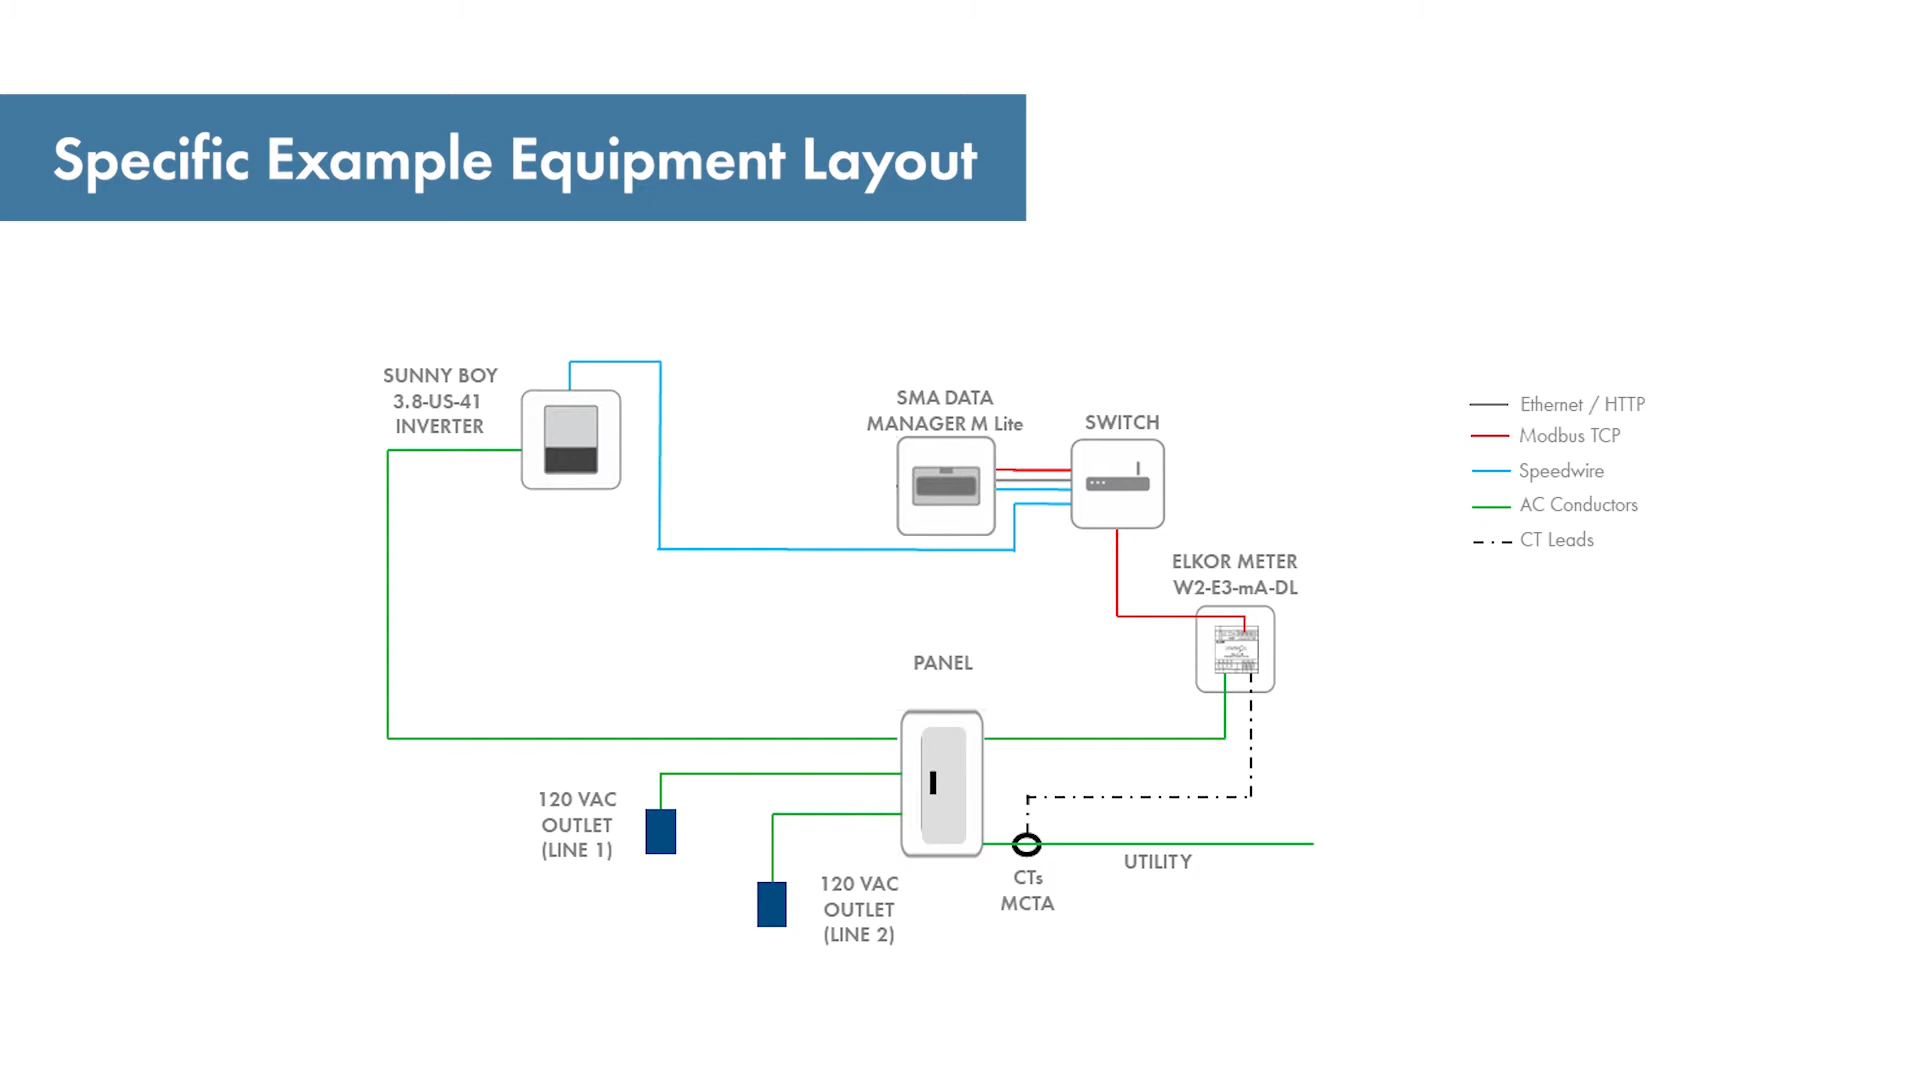 Specific Example Equipment Layout
SUNNY BOY
3.8-US-41
INVERTER
SMA DATA
MANAGER M Lite
SWITCH
Ethernet / HTTP
Modbus TCP
Speedwire
AC Conductors
CT Leads
ELKOR METER
W2-E3-mA-DL
PANEL
120 VAC
OUTLET
(LINE 1)
120 VAC
OUTLET
(LINE 2)
CTs
MCTA
UTILITY